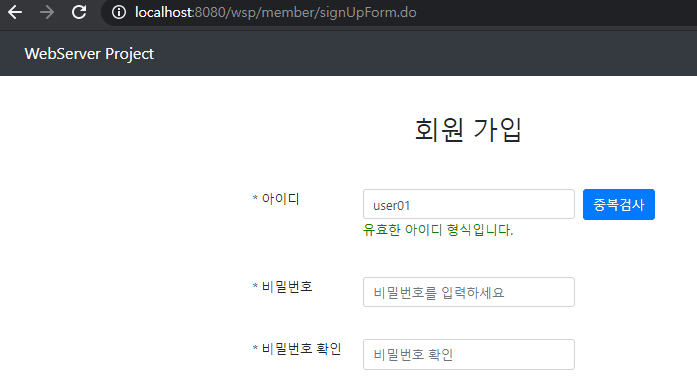 localhost:8080/wsp/member/signUpForm.do
WebServer Project
회원 가입
* 아이디 user01 중복검사
유효한 아이디 형식입니다.
* 비밀번호 비밀번호를 입력하세요
* 비밀번호 확인 비밀번호 확인